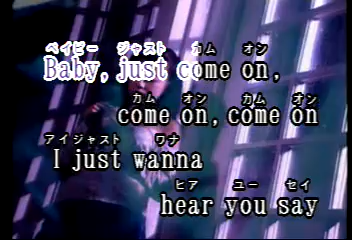 ベイビー ジャスト カム オン
Baby, just come on,
カム オン カム オン
come on, come on
アイジャスト ワナ
I just wanna
ヒア ユー セイ
hear you say